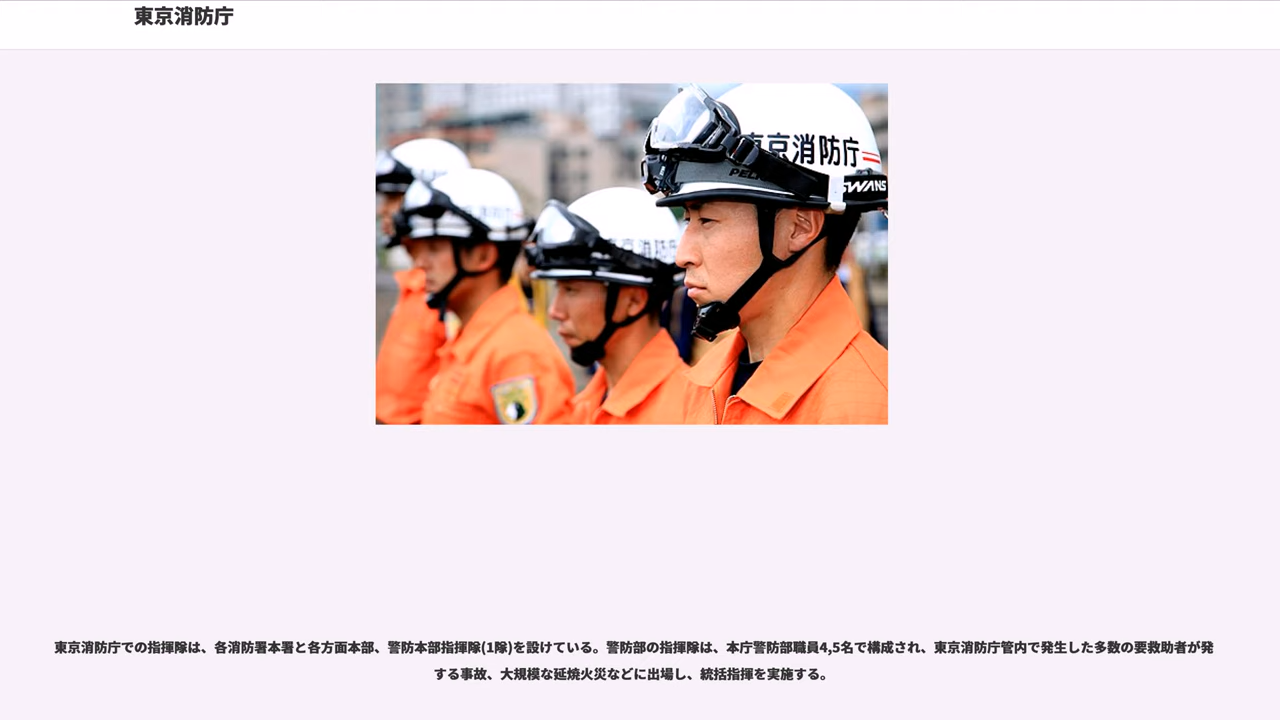 東京消防庁
東京消防庁
PELTOR
SWANS
東京消防庁での指揮隊は、各消防署本署と各方面本部、警防本部指揮隊(1隊)を設けている。警防部の指揮隊は、本庁警防部職員4,5名で構成され、東京消防庁管内で発生した多数の要救助者が発
する事故、大規模な延焼火災などに出場し、統括指揮を実施する。